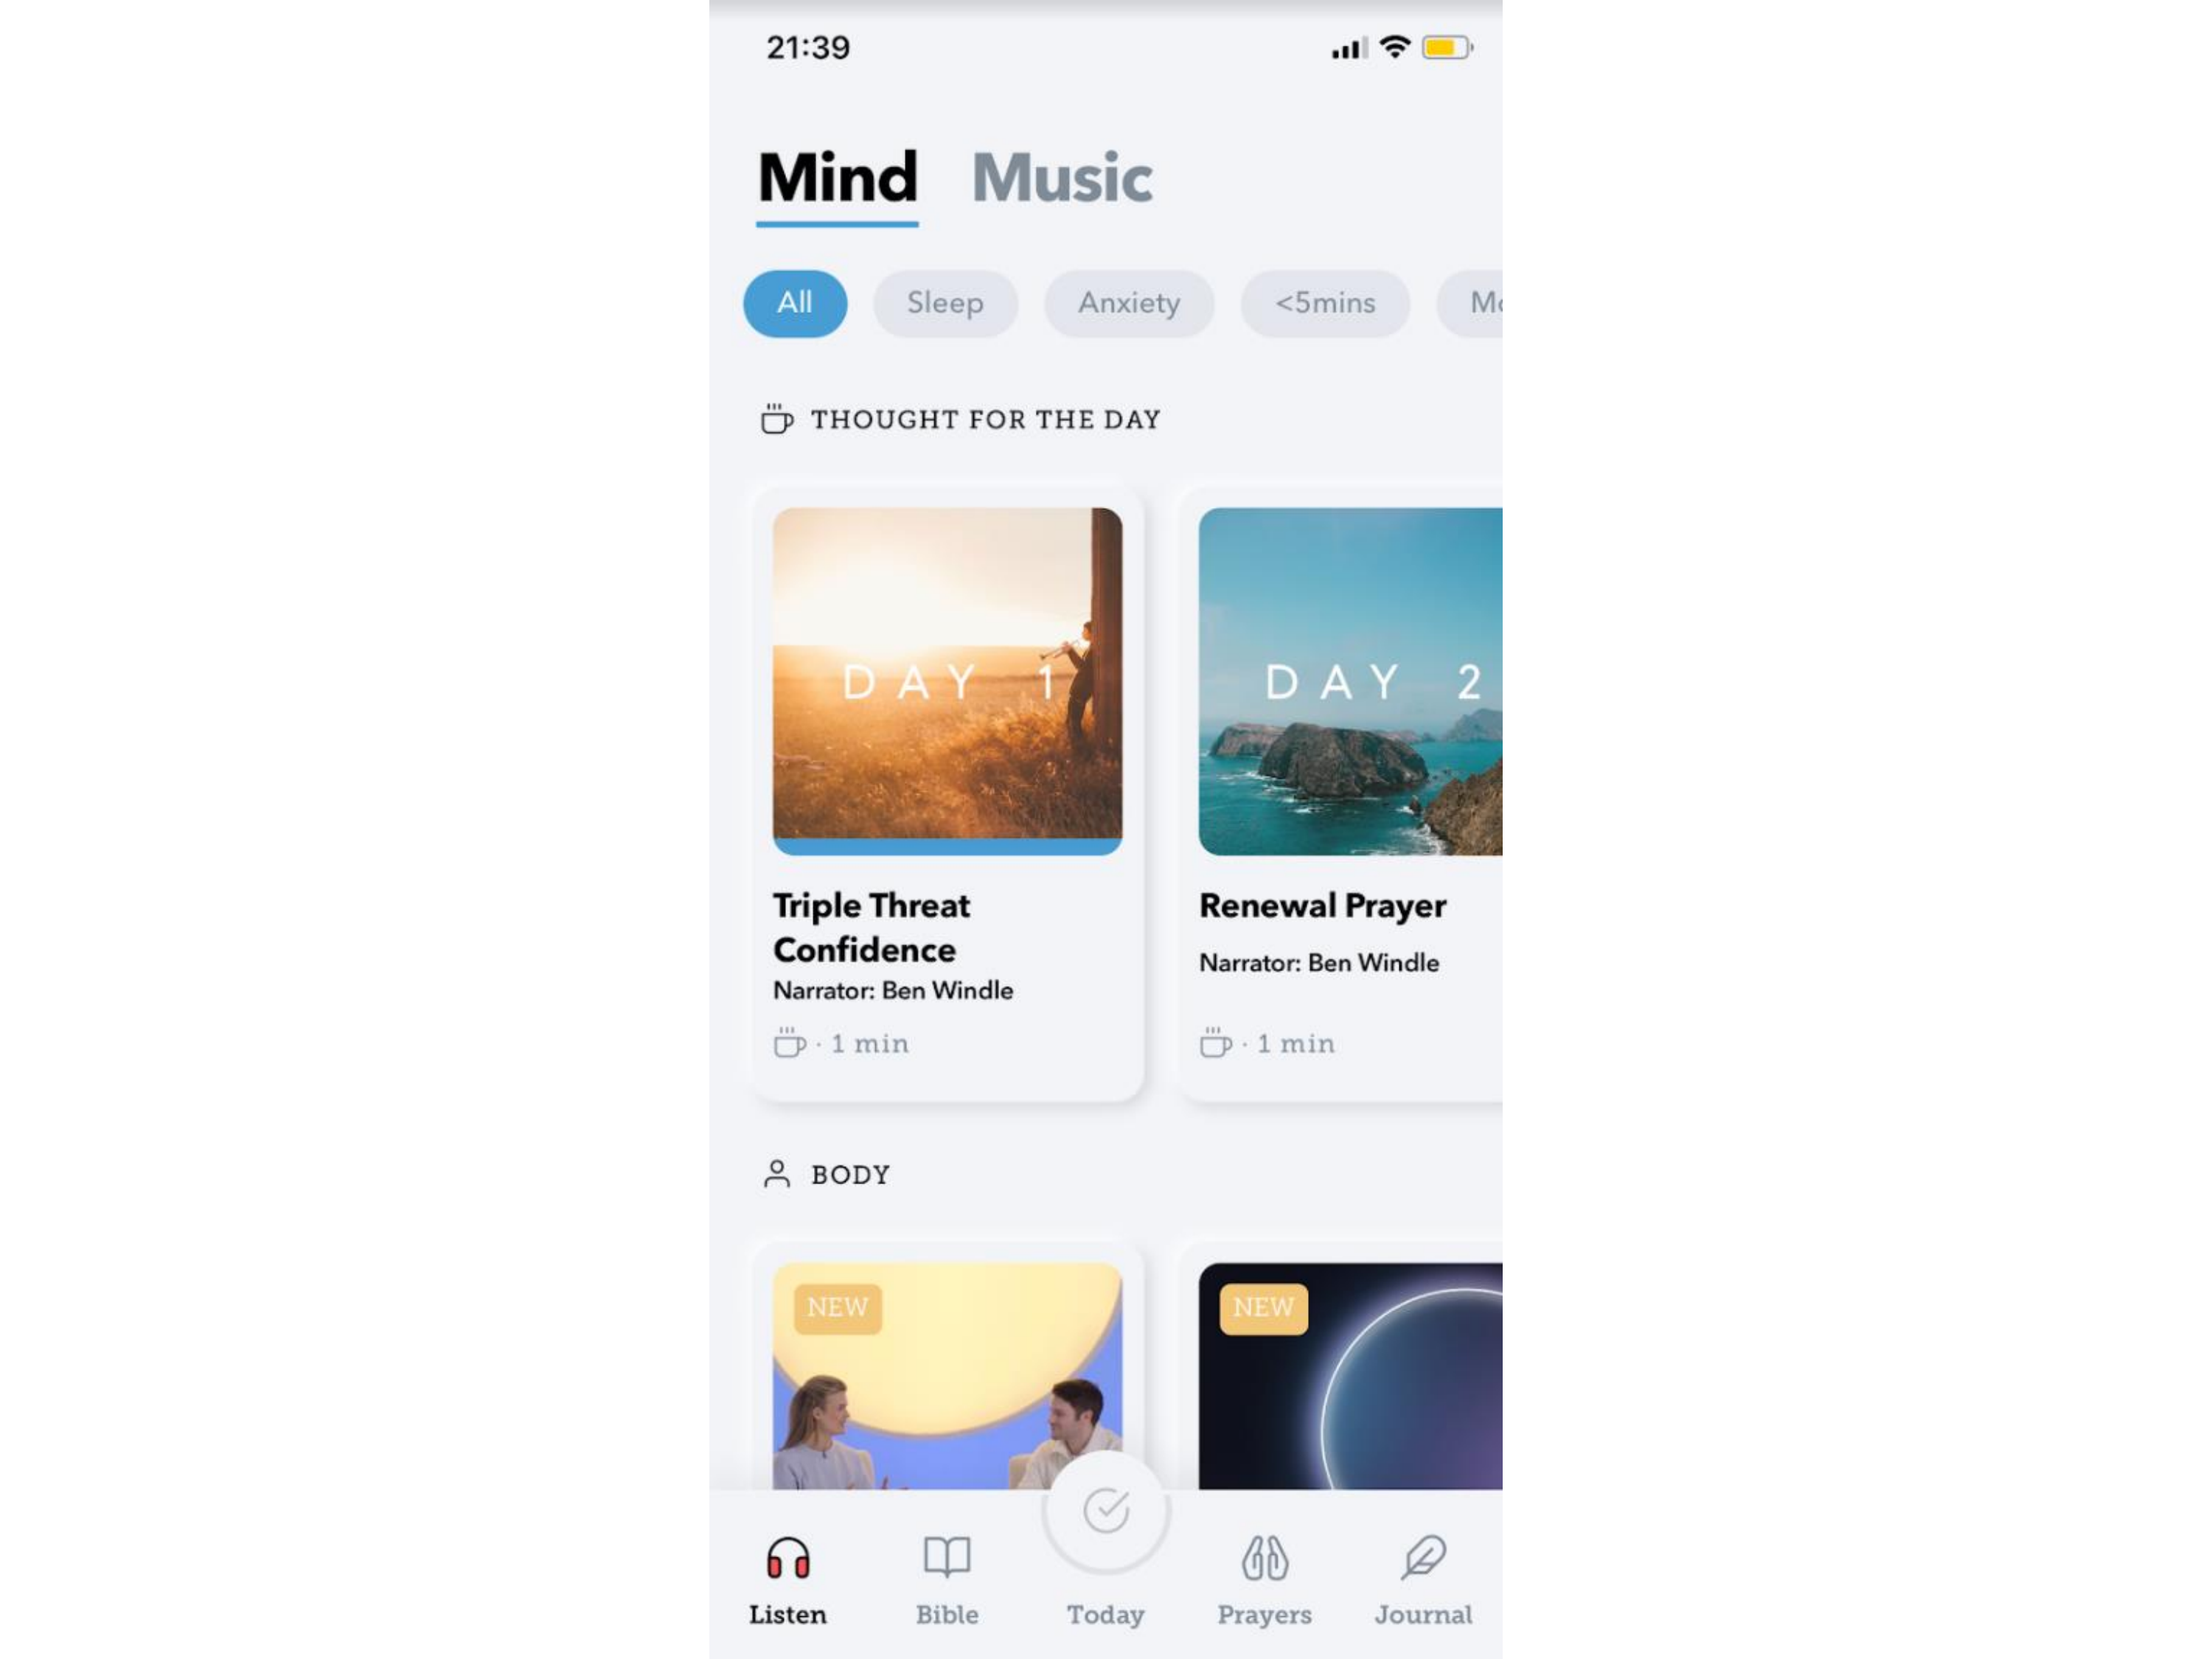 21:39
Mind Music
All Sleep Anxiety <5mins
THOUGHT FOR THE DAY
DAY 1 DAY 2
Triple Threat Renewal Prayer
Confidence
Narrator: Ben Windle
Narrator: Ben Windle
· 1 min · 1 min
BODY
NEW NEW
Listen Bible Today Prayers Journal